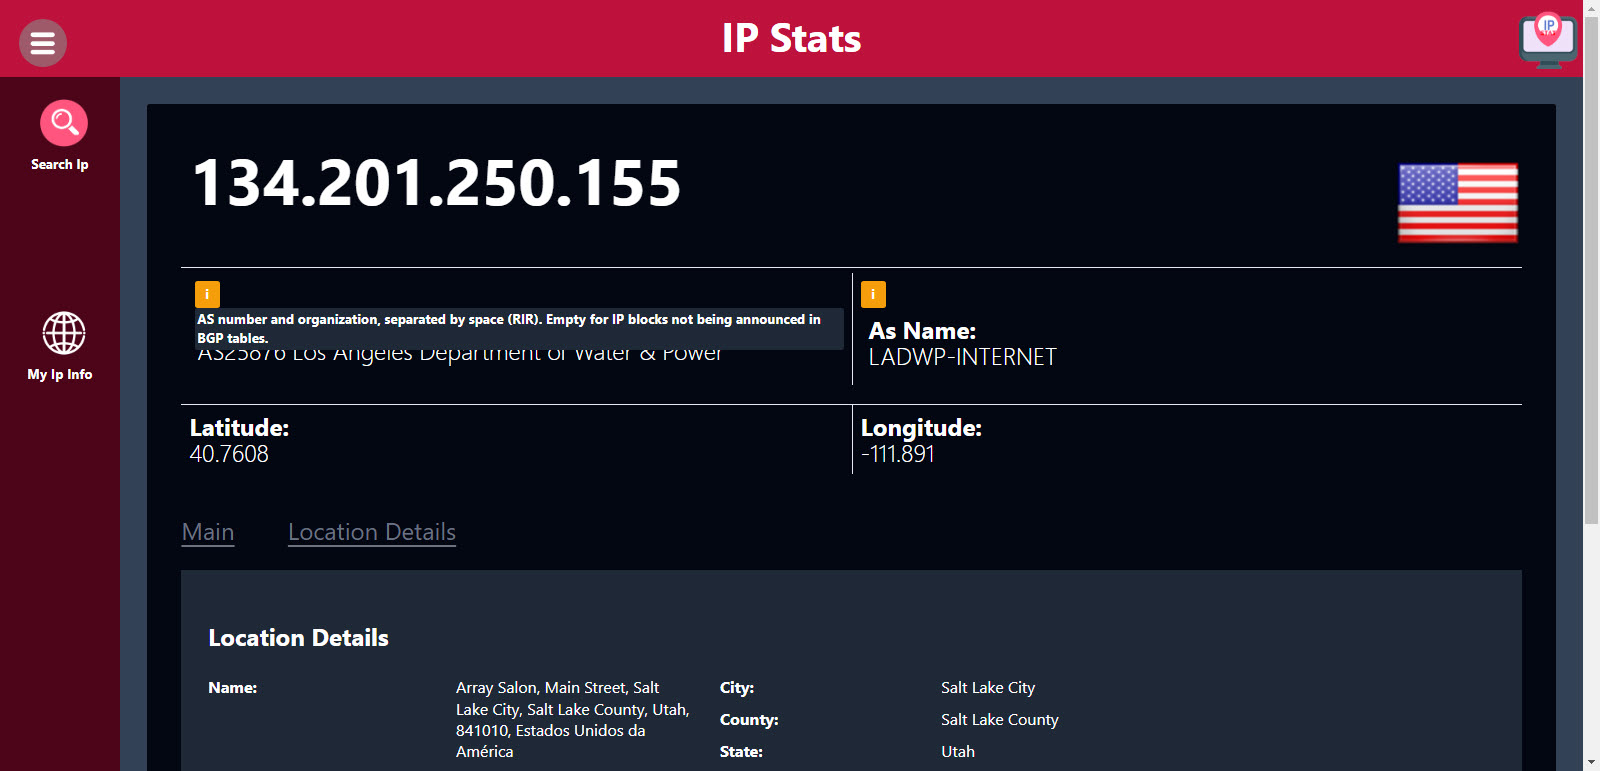 IP Stats
IP
STAT
Search Ip
My Ip Info
134.201.250.155
i
AS number and organization, separated by space (RIR). Empty for IP blocks not being announced in
BGP tables.
AS25876 Los Angeles Department of Water & Power
i
As Name:
LADWP-INTERNET
Latitude:
40.7608
Longitude:
-111.891
Main
Location Details
Location Details
Name:
Array Salon, Main Street, Salt
Lake City, Salt Lake County, Utah,
841010, Estados Unidos da
América
City:
Salt Lake City
County:
Salt Lake County
State:
Utah